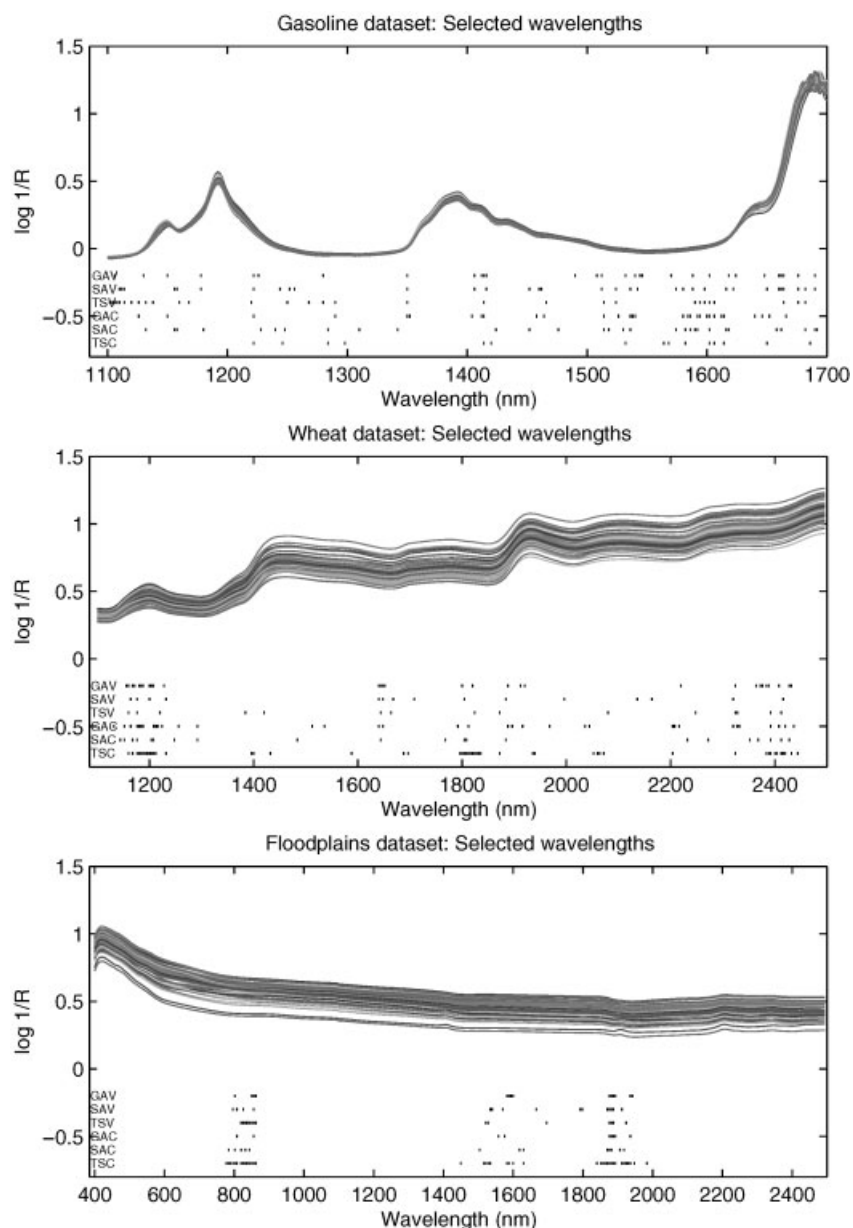 Gasoline dataset: Selected wavelengths
1.5
1
0.5
0
−0.5
log 1/R
GAV
SAV
TSV
GAC
SAC
TSC
1100 1200 1300 1400 1500 1600 1700
Wavelength (nm)
Wheat dataset: Selected wavelengths
1.5
1
0.5
0
−0.5
log 1/R
GAV
SAV
TSV
GAC
SAC
TSC
1200 1400 1600 1800 2000 2200 2400
Wavelength (nm)
Floodplains dataset: Selected wavelengths
1.5
1
0.5
0
−0.5
log 1/R
GAV
SAV
TSV
GAC
SAC
TSC
400 600 800 1000 1200 1400 1600 1800 2000 2200 2400
Wavelength (nm)